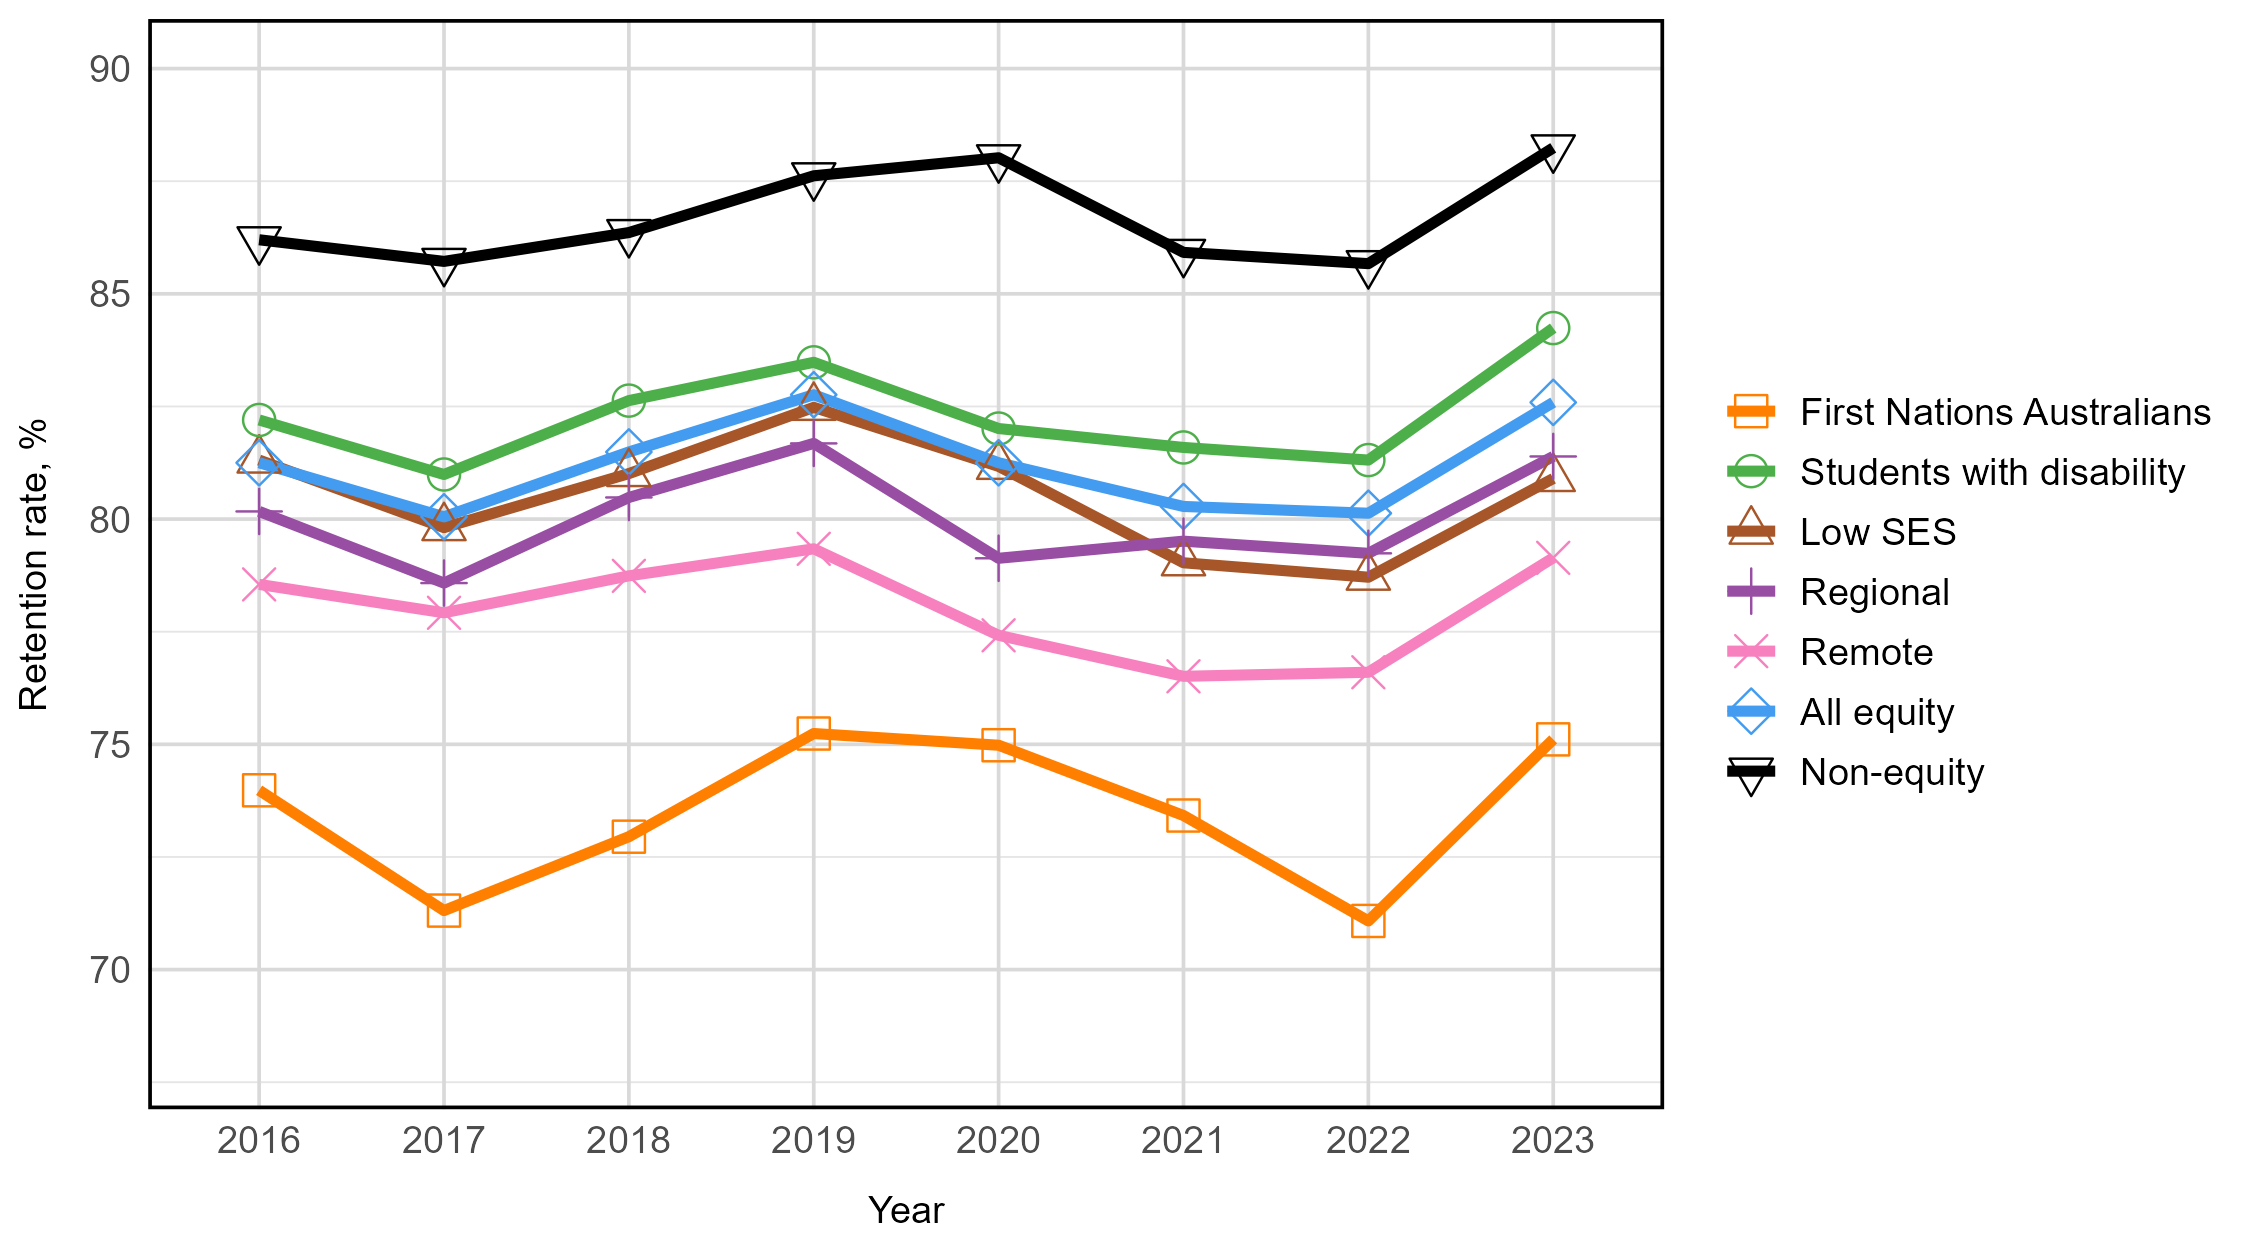 90
85
80
75
70
Retention rate, %
2016 2017 2018 2019 2020 2021 2022 2023
Year
First Nations Australians
Students with disability
Low SES
Regional
Remote
All equity
Non-equity